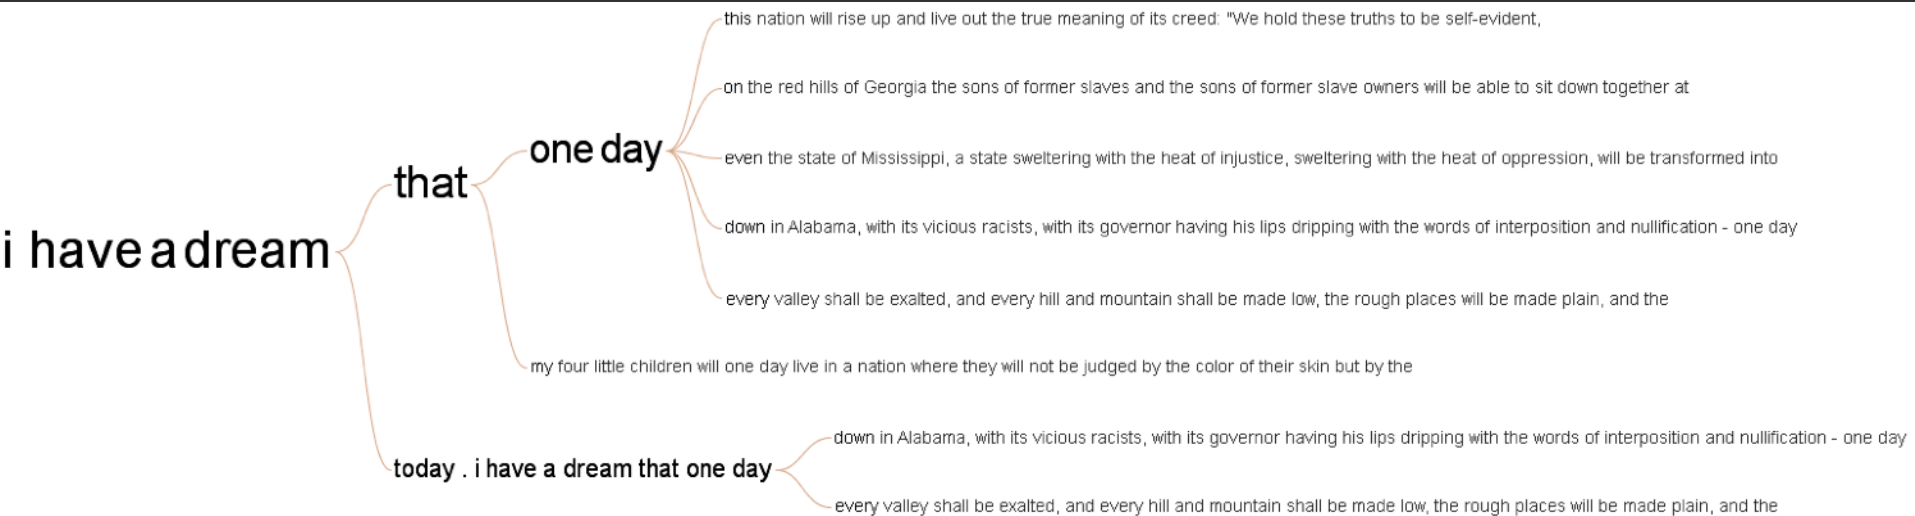 this nation will rise up and live out the true meaning of its creed: "We hold these truths to be self-evident,
on the red hills of Georgia the sons of former slaves and the sons of former slave owners will be able to sit down together at
one day
even the state of Mississippi, a state sweltering with the heat of injustice, sweltering with the heat of oppression, will be transformed into
that
down in Alabama, with its vicious racists, with its governor having his lips dripping with the words of interposition and nullification - one day
i have a dream
every valley shall be exalted, and every hill and mountain shall be made low, the rough places will be made plain, and the
my four little children will one day live in a nation where they will not be judged by the color of their skin but by the
down in Alabama, with its vicious racists, with its governor having his lips dripping with the words of interposition and nullification - one day
today . i have a dream that one day
every valley shall be exalted, and every hill and mountain shall be made low, the rough places will be made plain, and the